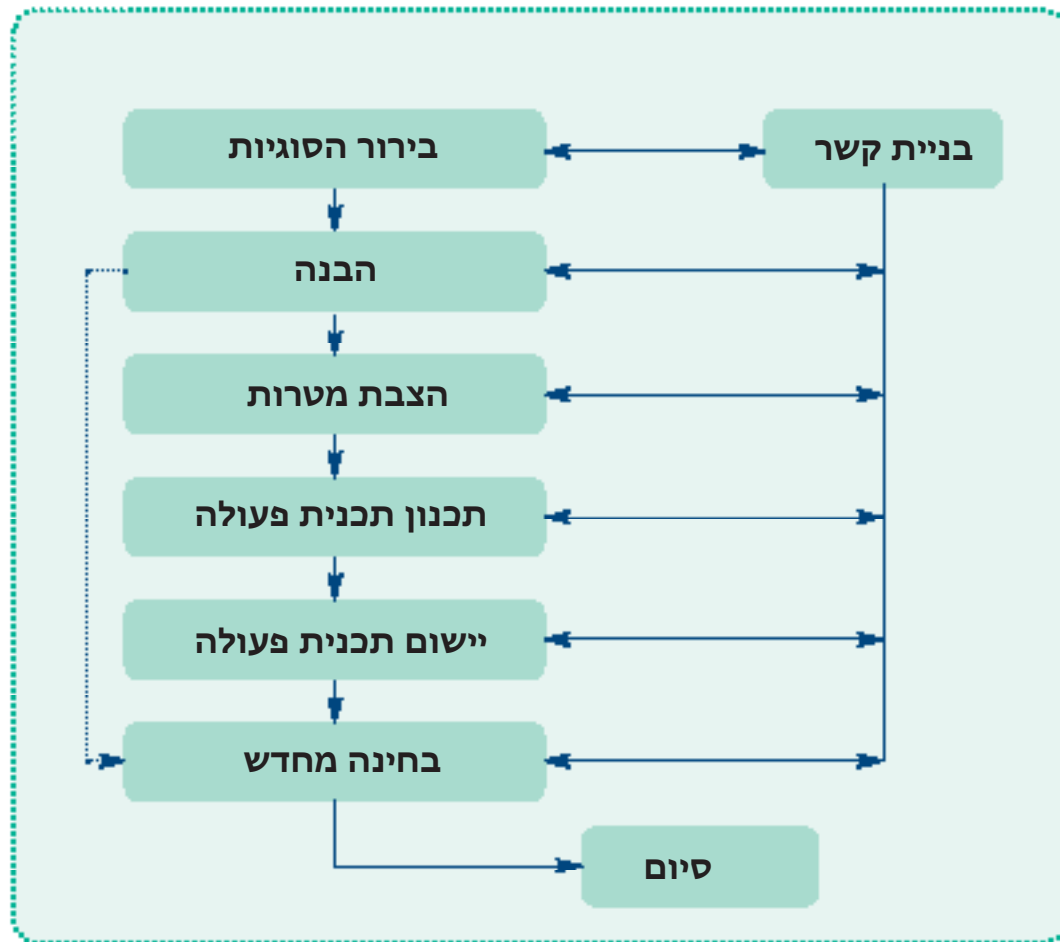 בניית קשר
בירור הסוגיות
הבנה
הצבת מטרות
תכנון תכנית פעולה
יישום תכנית פעולה
בחינה מחדש
סיום